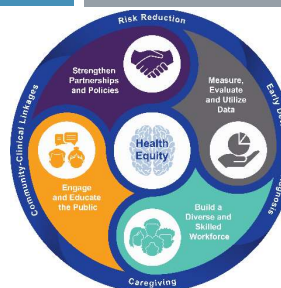 Risk Reduction
Strengthen
Partnerships
and Policies
Measure,
Evaluate
and Utilize
Data
Community-Clinical Linkages
Health
Equity
Early
Engage
and Educate
the Public
Build a
Diverse and
Skilled
Workforce
Caregiving